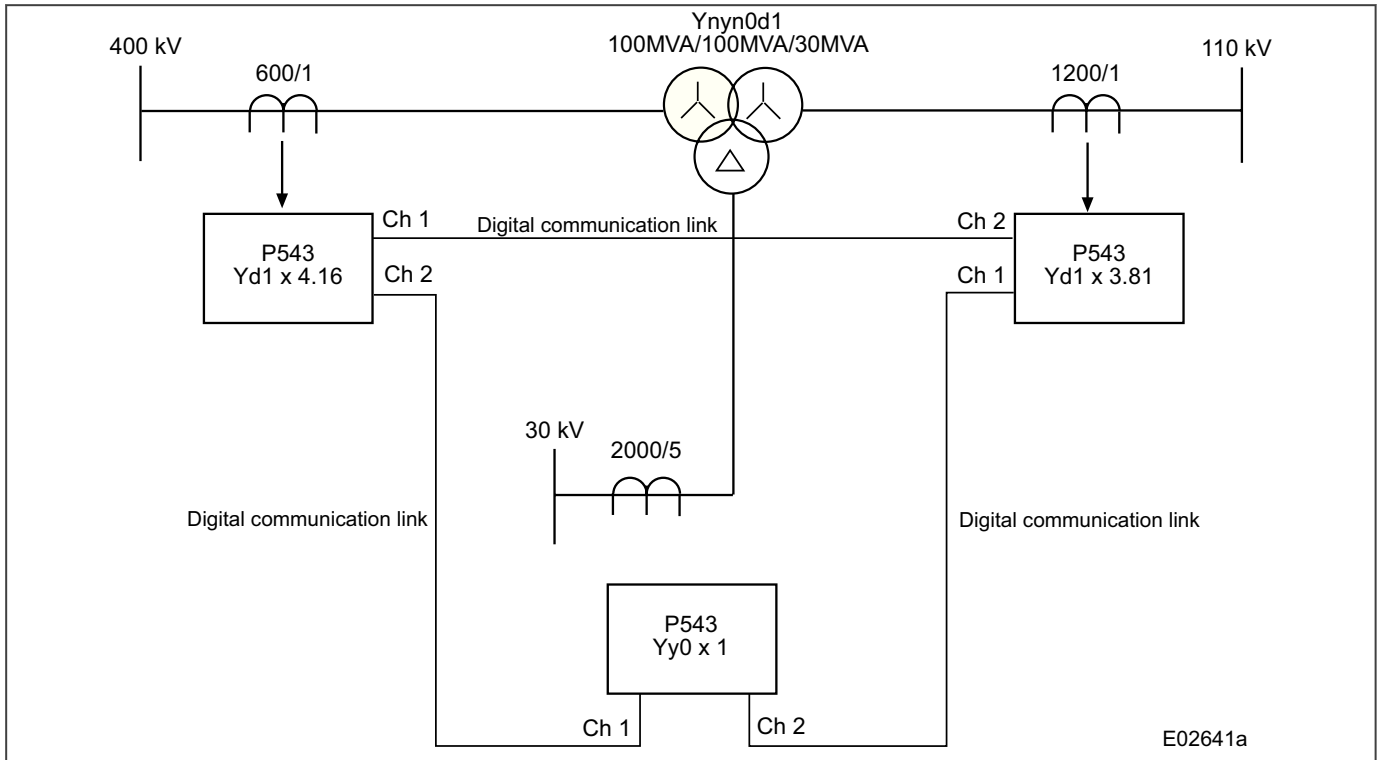 Ynyn0d1
100MVA/100MVA/30MVA
400 kV
110 kV
600/1
1200/1
Ch 1
Digital communication link
Ch 2
P543
Yd1 x 4.16
P543
Yd1 x 3.81
Ch 2
Ch 1
30 kV
2000/5
Digital communication link
Digital communication link
P543
Yy0 x 1
Ch 1
Ch 2
E02641a